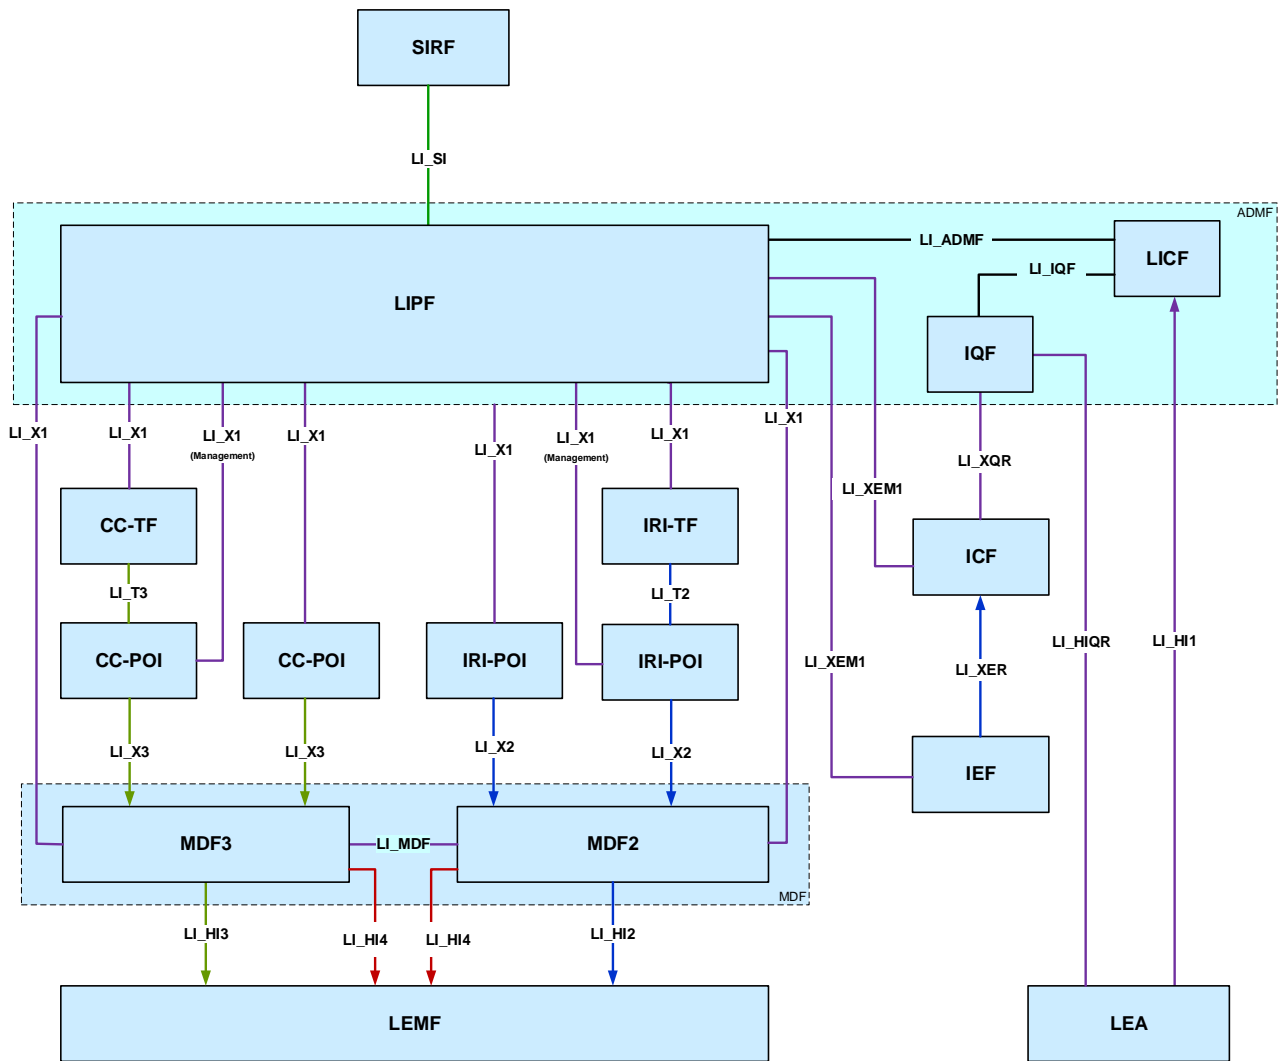 SIRF
LI_SI
ADMF
LI_ADMF
LICF
LI_IQF
LIPF
IQF
LI_X1
LI_X1
LI_X1
(Management)
LI_X1
LI_X1
LI_X1
(Management)
LI_X1
LI_X1
LI_XQR
LI_XEM1
CC-TF
IRI-TF
ICF
LI_T3
LI_T2
LI_HIQR
LI_HI1
CC-POI
CC-POI
IRI-POI
IRI-POI
LI_XEM1
LI_XER
LI_X3
LI_X3
LI_X2
LI_X2
IEF
MDF3
LI_MDF
MDF2
MDF
LI_HI3
LI_HI4
LI_HI4
LI_HI2
LEMF
LEA